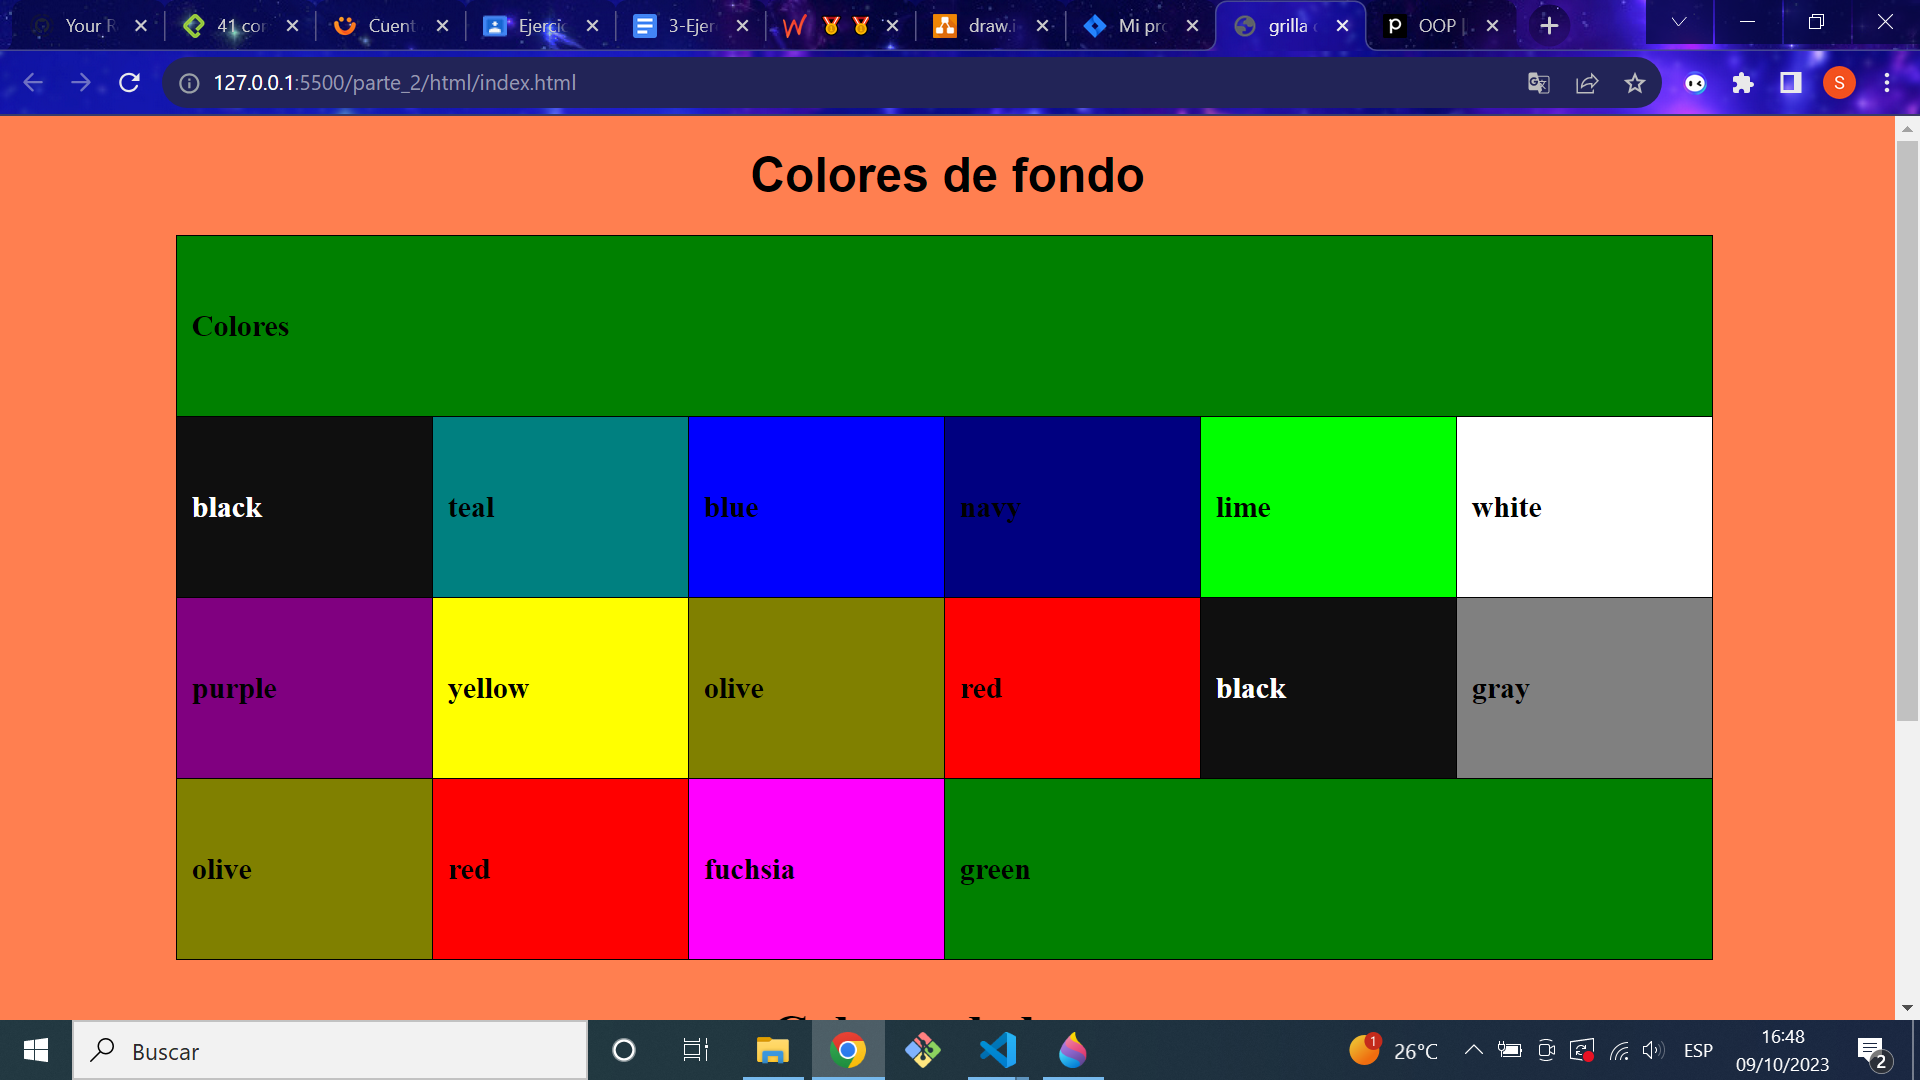 Your R
41 cor
Cuent
Ejercic
3-Ejer
draw.i
Mi pro
grilla
OOP |
127.0.0.1:5500/parte_2/html/index.html
S
Colores de fondo
Colores
black teal blue navy lime white
purple yellow olive red black gray
olive red fuchsia green
Buscar
1
26°C
ESP
16:48
09/10/2023
2